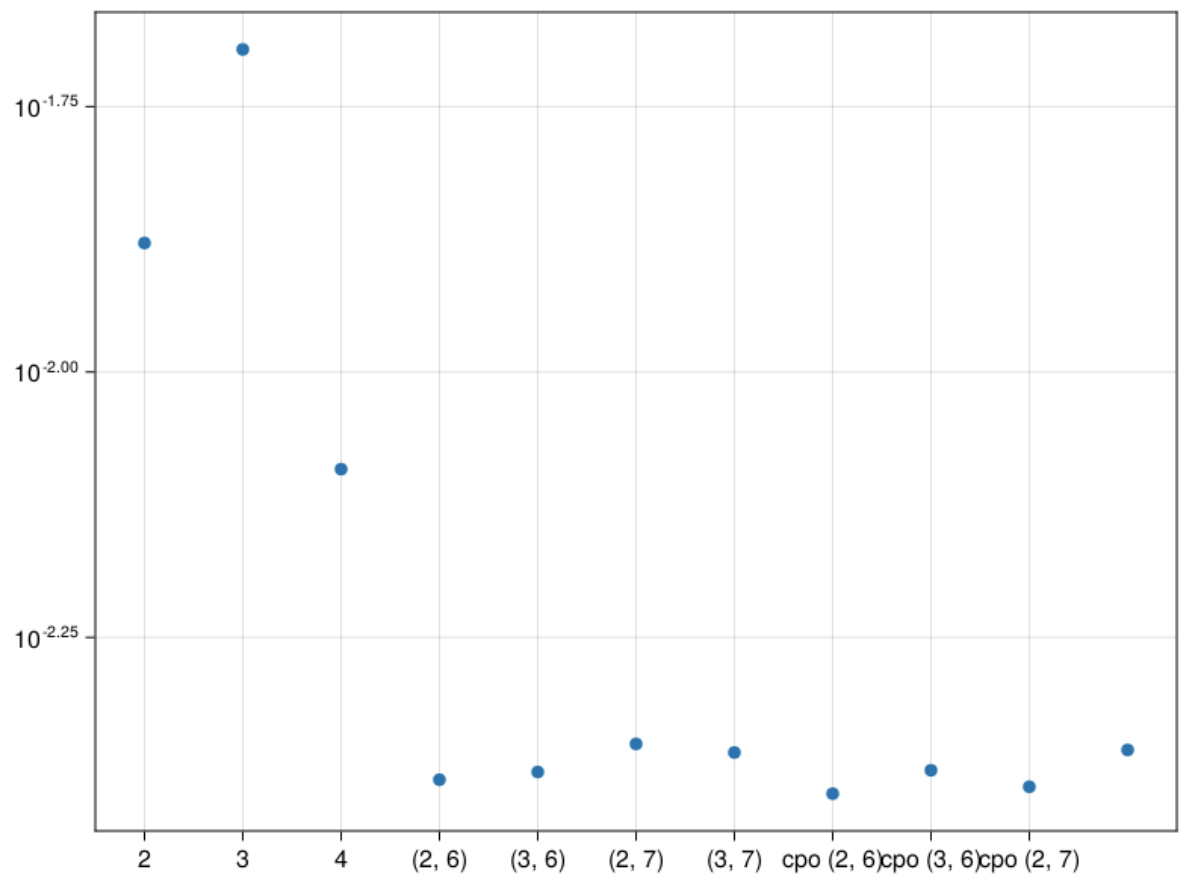 10^-1.75
10^-2.00
10^-2.25
2 3 4 (2, 6) (3, 6) (2, 7) (3, 7) cpo (2, 6) cpo (3, 6) cpo (2, 7)